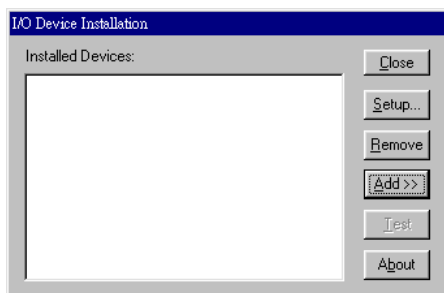 I/O Device Installation
Installed Devices:
Close
Setup...
Remove
Add >>
Test
About